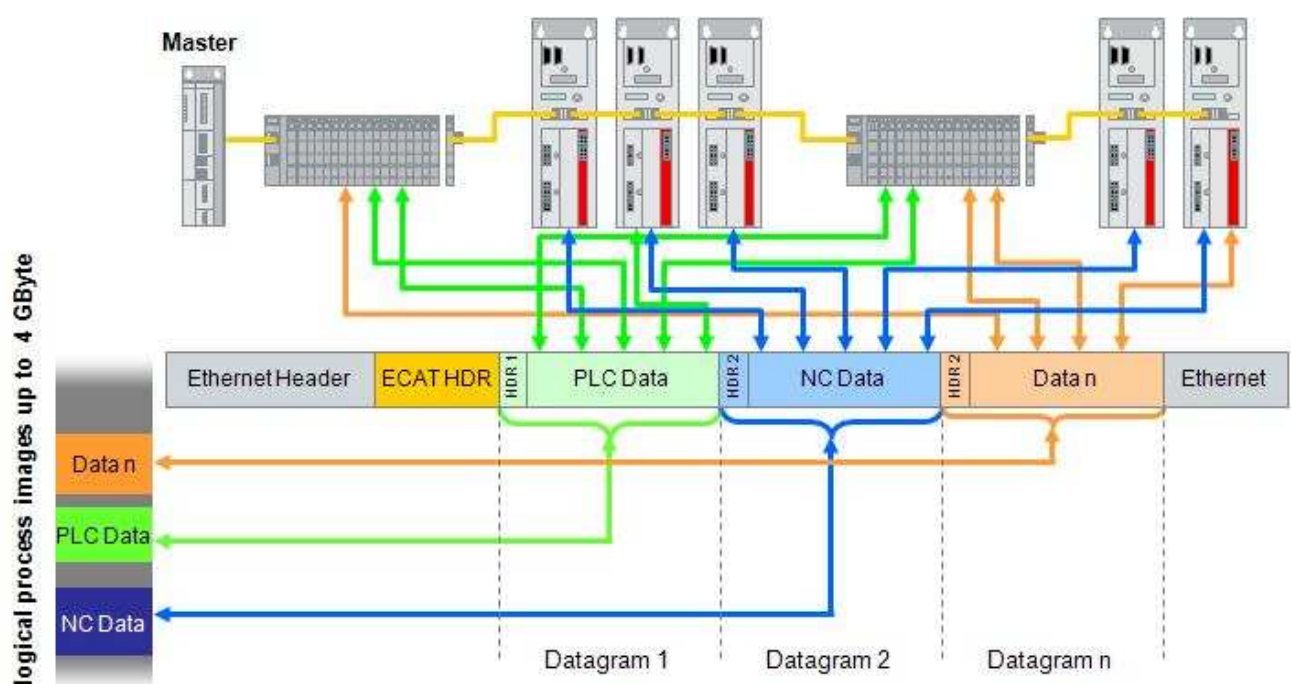 Master
logical process images up to 4 GByte
Ethernet Header
ECAT HDR
HDR 1
PLC Data
HDR 2
NC Data
HDR 2
Data n
Ethernet
Data n
PLC Data
NC Data
Datagram 1
Datagram 2
Datagram n